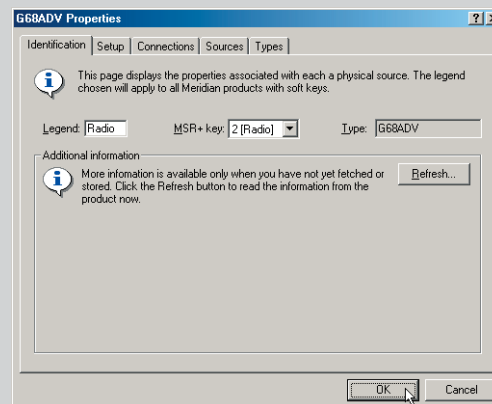 G68ADV Properties
Identification Setup Connections Sources Types
This page displays the properties associated with each a physical source. The legend
chosen will apply to all Meridian products with soft keys.
Legend: Radio MSR+ key: 2 [Radio] Type: G68ADV
Additional information
More infomation is available only when you have not yet fetched or
stored. Click the Refresh button to read the information from the
product now.
Refresh...
OK Cancel